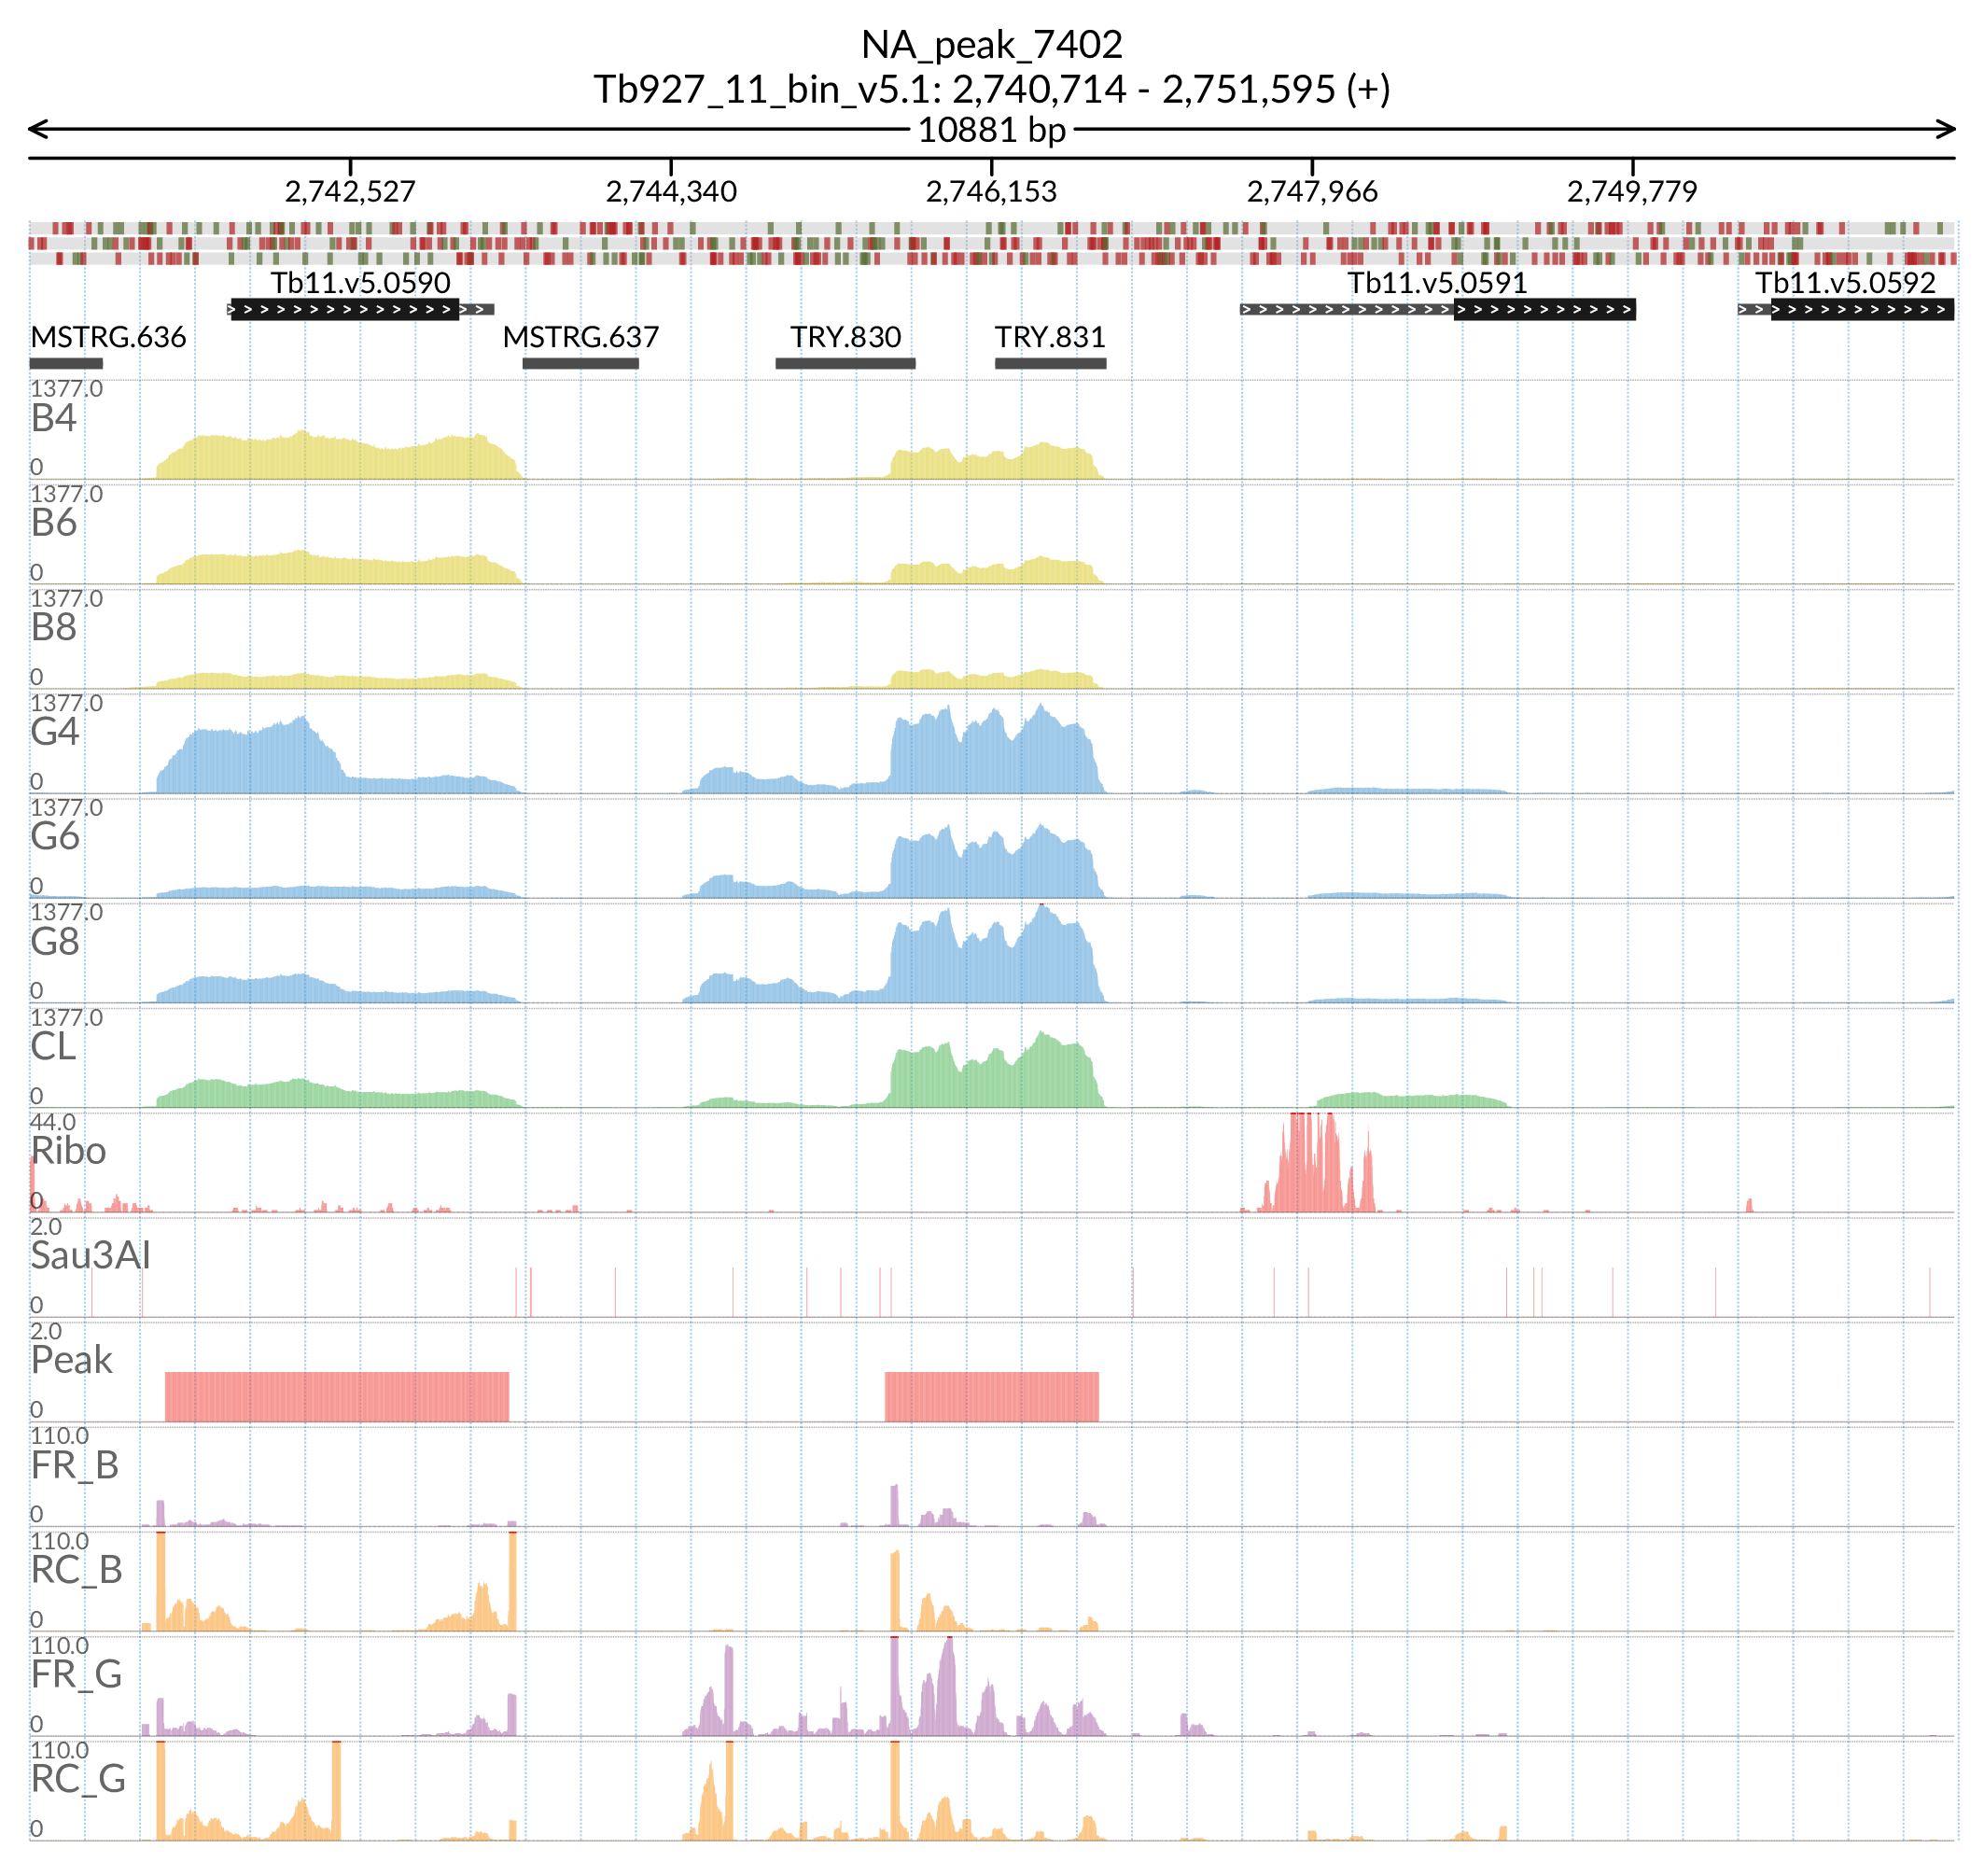 NA_peak_7402
Tb927_11_bin_v5.1: 2,740,714 - 2,751,595 (+)
10881 bp
2,742,527 2,744,340 2,746,153 2,747,966 2,749,779
Tb11.v5.0590 Tb11.v5.0591 Tb11.v5.0592
MSTRG.636 MSTRG.637 TRY.830 TRY.831
1377.0
B4
0
1377.0
B6
0
1377.0
B8
0
1377.0
G4
0
1377.0
G6
0
1377.0
G8
0
1377.0
CL
0
44.0
Ribo
0
2.0
Sau3AI
0
2.0
Peak
0
110.0
FR_B
0
110.0
RC_B
0
110.0
FR_G
0
110.0
RC_G
0